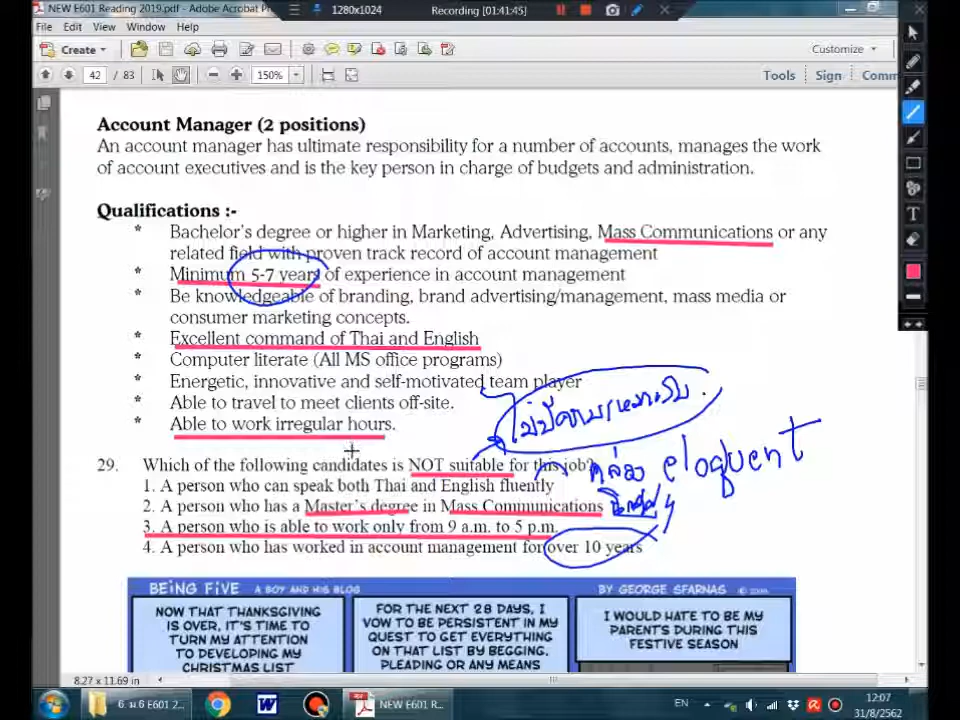 NEW E601 Reading 2019.pdf - Adobe Acrobat P
1280x1024
Recording [01:41:45]
File Edit View Window Help
Create
Customize
42 / 83
150%
Tools Sign Comm
Account Manager (2 positions)
An account manager has ultimate responsibility for a number of accounts, manages the work
of account executives and is the key person in charge of budgets and administration.
Qualifications :-
* Bachelor's degree or higher in Marketing, Advertising, Mass Communications or any
related field with proven track record of account management
* Minimum 5-7 years of experience in account management
* Be knowledgeable of branding, brand advertising/management, mass media or
consumer marketing concepts.
* Excellent command of Thai and English
* Computer literate (All MS office programs)
* Energetic, innovative and self-motivated team player
* Able to travel to meet clients off-site.
* Able to work irregular hours.
eloquent
29. Which of the following candidates is NOT suitable for this job?
1. A person who can speak both Thai and English fluently
2. A person who has a Master's degree in Mass Communications
3. A person who is able to work only from 9 a.m. to 5 p.m.
4. A person who has worked in account management for over 10 years
BEING FIVE A BOY AND HIS BLOG BY GEORGE SFARNAS
NOW THAT THANKSGIVING
IS OVER, IT'S TIME TO
TURN MY ATTENTION
TO DEVELOPING MY
CHRISTMAS LIST
FOR THE NEXT 28 DAYS, I
VOW TO BE PERSISTENT IN MY
QUEST TO GET EVERYTHING
ON THAT LIST BY BEGGING,
PLEADING OR ANY MEANS
I WOULD HATE TO BE MY
PARENTS DURING THIS
FESTIVE SEASON
8.27 x 11.69 in
6. ม.6 E601 2...
NEW E601 R...
EN
12:07
31/8/2562